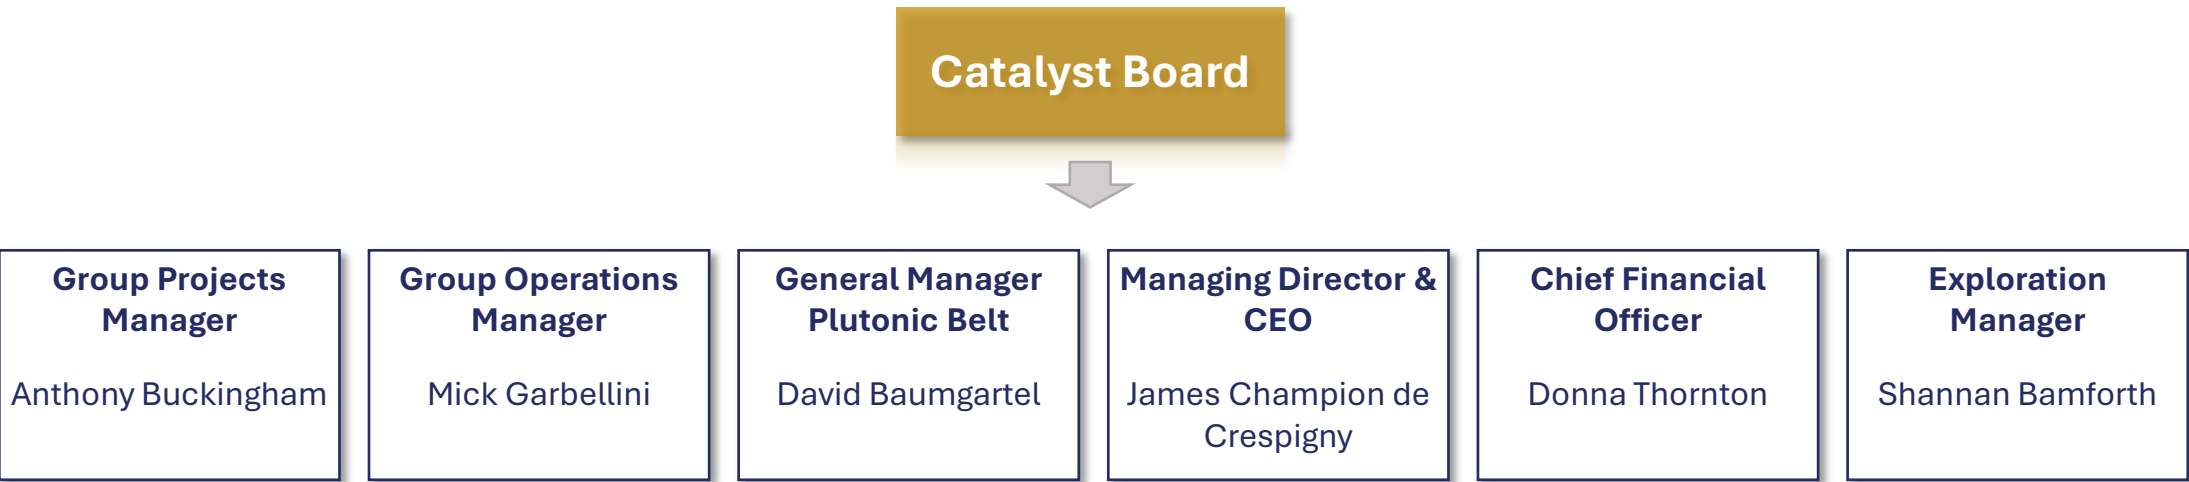 Catalyst Board
Group Projects
Manager
Anthony Buckingham
Group Operations
Manager
Mick Garbellini
General Manager
Plutonic Belt
David Baumgartel
Managing Director &
CEO
James Champion de
Crespigny
Chief Financial
Officer
Donna Thornton
Exploration
Manager
Shannan Bamforth